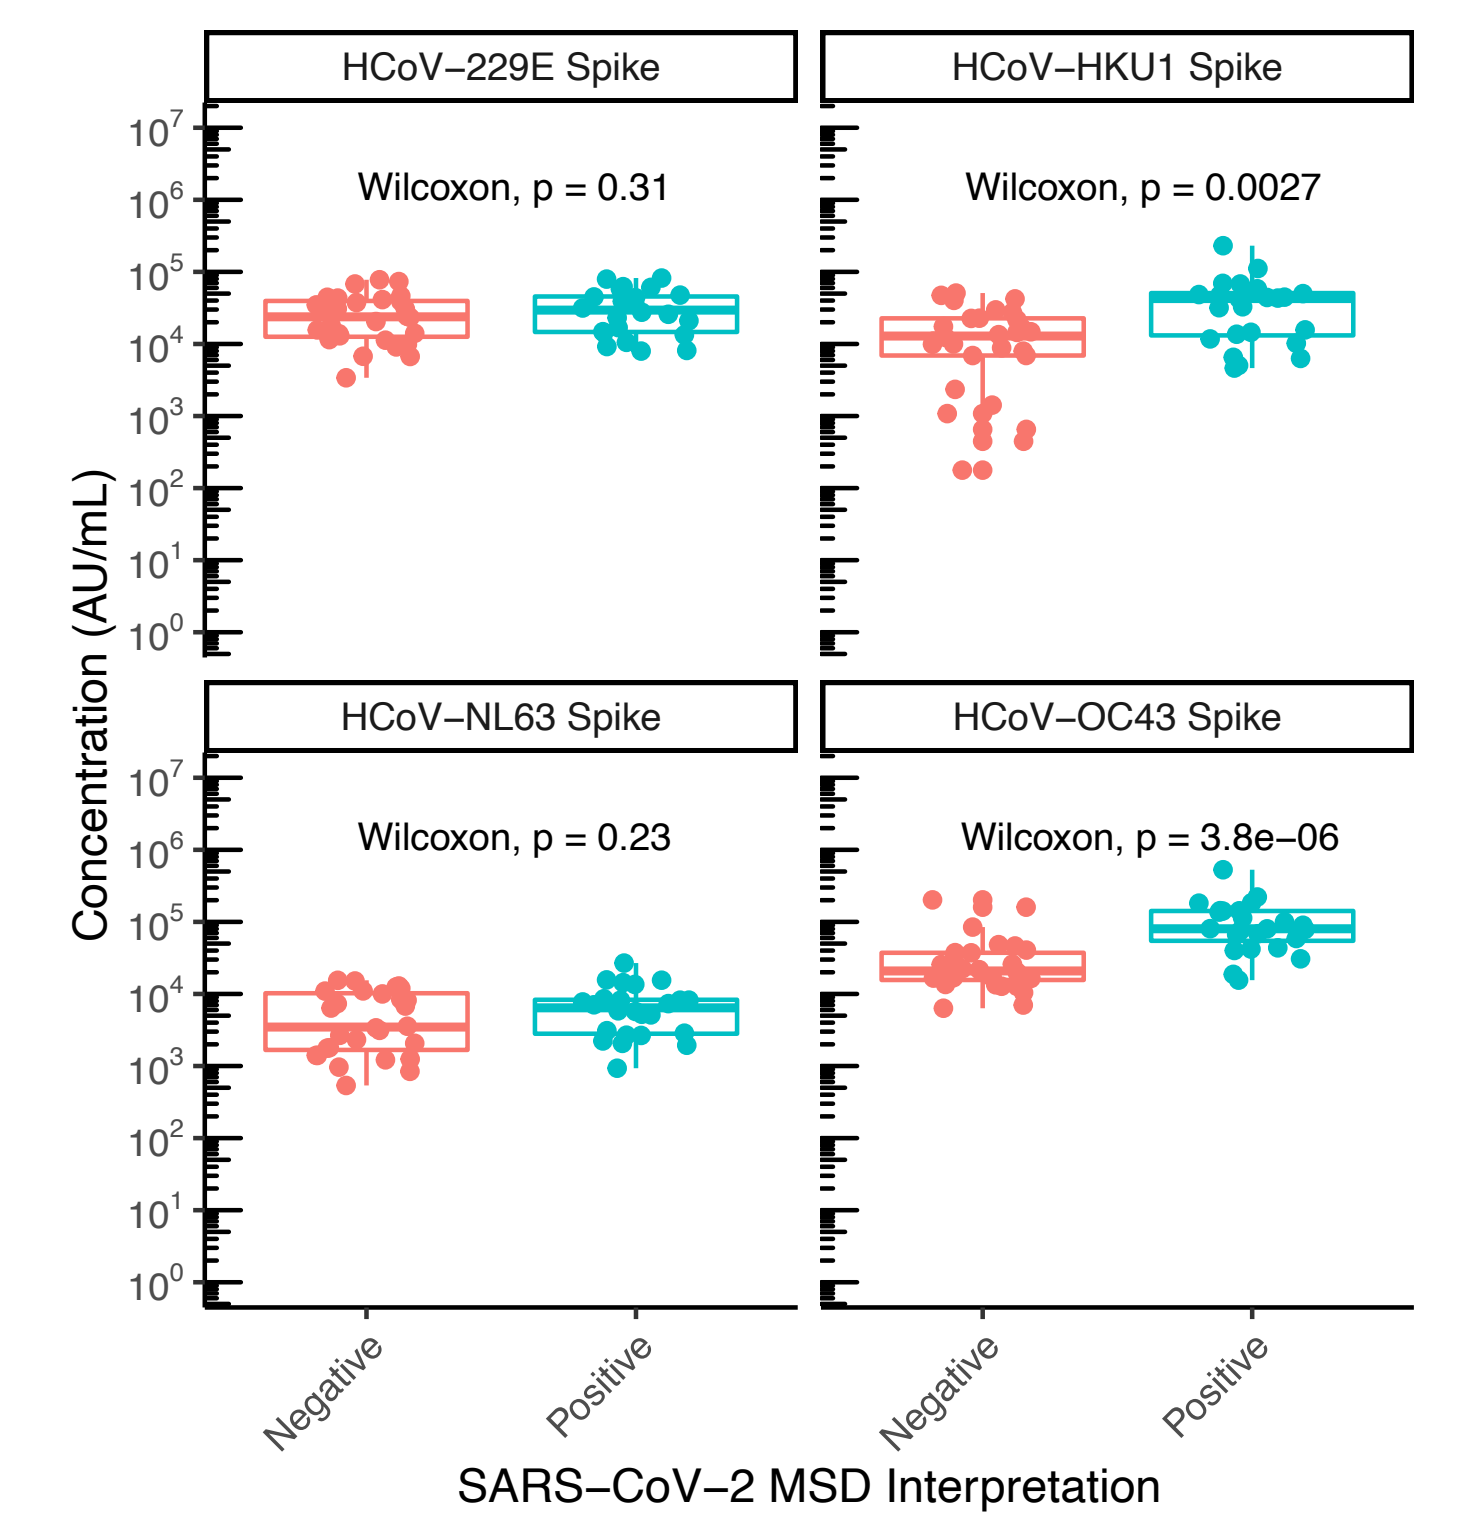 HCoV−229E Spike
HCoV−HKU1 Spike
10⁷
10⁶
10⁵
10⁴
10³
10²
10¹
10⁰
Wilcoxon, p = 0.31
Wilcoxon, p = 0.0027
HCoV−NL63 Spike
HCoV−OC43 Spike
10⁷
10⁶
10⁵
10⁴
10³
10²
10¹
10⁰
Wilcoxon, p = 0.23
Wilcoxon, p = 3.8e−06
Concentration (AU/mL)
Negative
Positive
Negative
Positive
SARS−CoV−2 MSD Interpretation